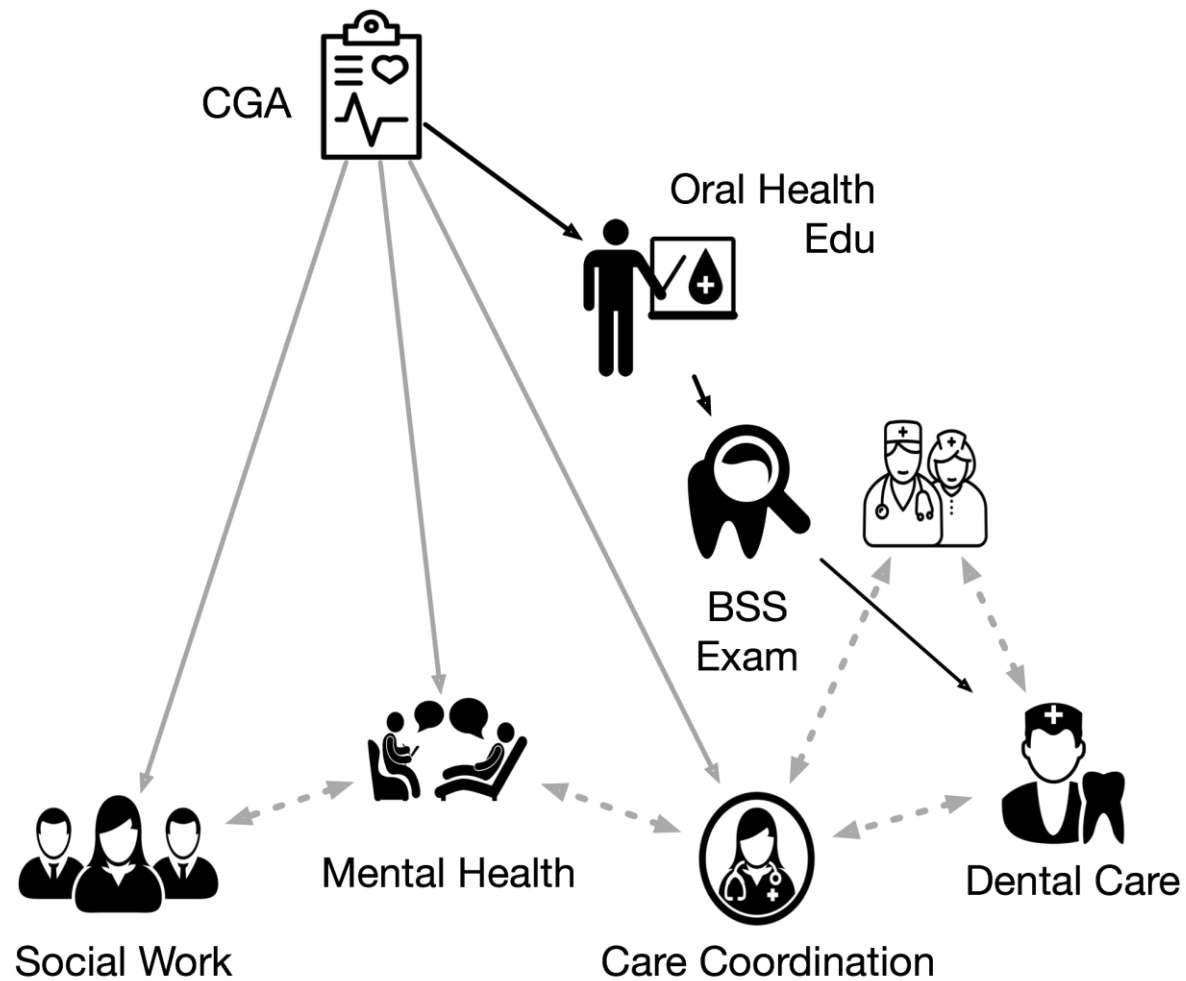 CGA
Oral Health
Edu
BSS
Exam
Mental Health
Dental Care
Social Work
Care Coordination